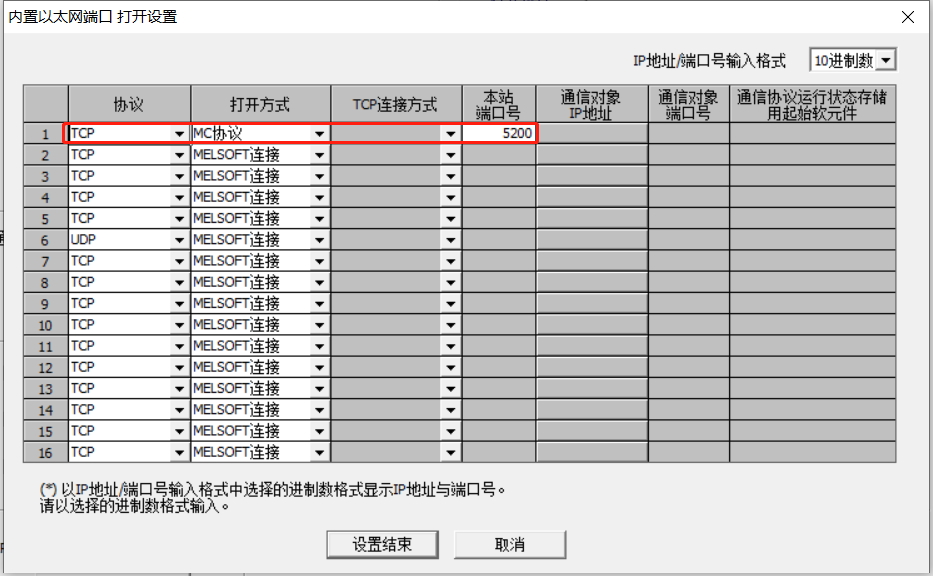 内置以太网端口 打开设置
IP地址/端口号输入格式 10进制数
协议 打开方式 TCP连接方式 本站端口号 通信对象IP地址 通信对象端口号 通信协议运行状态存储用起始软元件
1 TCP MC协议 5200
2 TCP MELSOFT连接
3 TCP MELSOFT连接
4 TCP MELSOFT连接
5 TCP MELSOFT连接
6 UDP MELSOFT连接
7 TCP MELSOFT连接
8 TCP MELSOFT连接
9 TCP MELSOFT连接
10 TCP MELSOFT连接
11 TCP MELSOFT连接
12 TCP MELSOFT连接
13 TCP MELSOFT连接
14 TCP MELSOFT连接
15 TCP MELSOFT连接
16 TCP MELSOFT连接
(*) 以IP地址/端口号输入格式中选择的进制数格式显示IP地址与端口号。
请以选择的进制数格式输入。
设置结束 取消